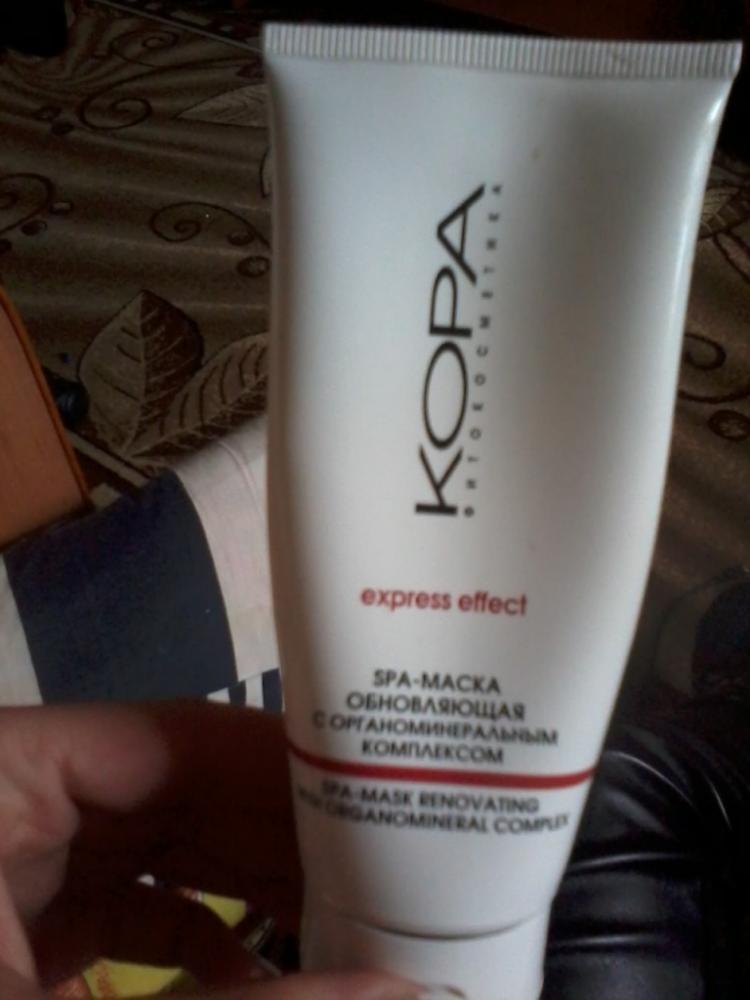 КОРА
ФИТОКОСМЕТИКА
express effect
SPA-МАСКА
ОБНОВЛЯЮЩАЯ
С ОРГАНОМИНЕРАЛЬНЫМ
КОМПЛЕКСОМ
SPA-MASK RENOVATING
WITH ORGANOMINERAL COMPLEX